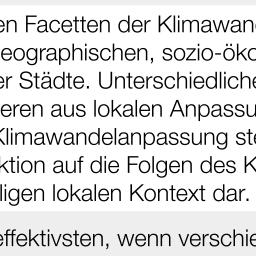 en Facetten der Klimawan
eographischen, sozio-öko
er Städte. Unterschiedliche
eren aus lokalen Anpassu
Klimawandelanpassung ste
ktion auf die Folgen des K
ligen lokalen Kontext dar.
effektivsten, wenn verschie